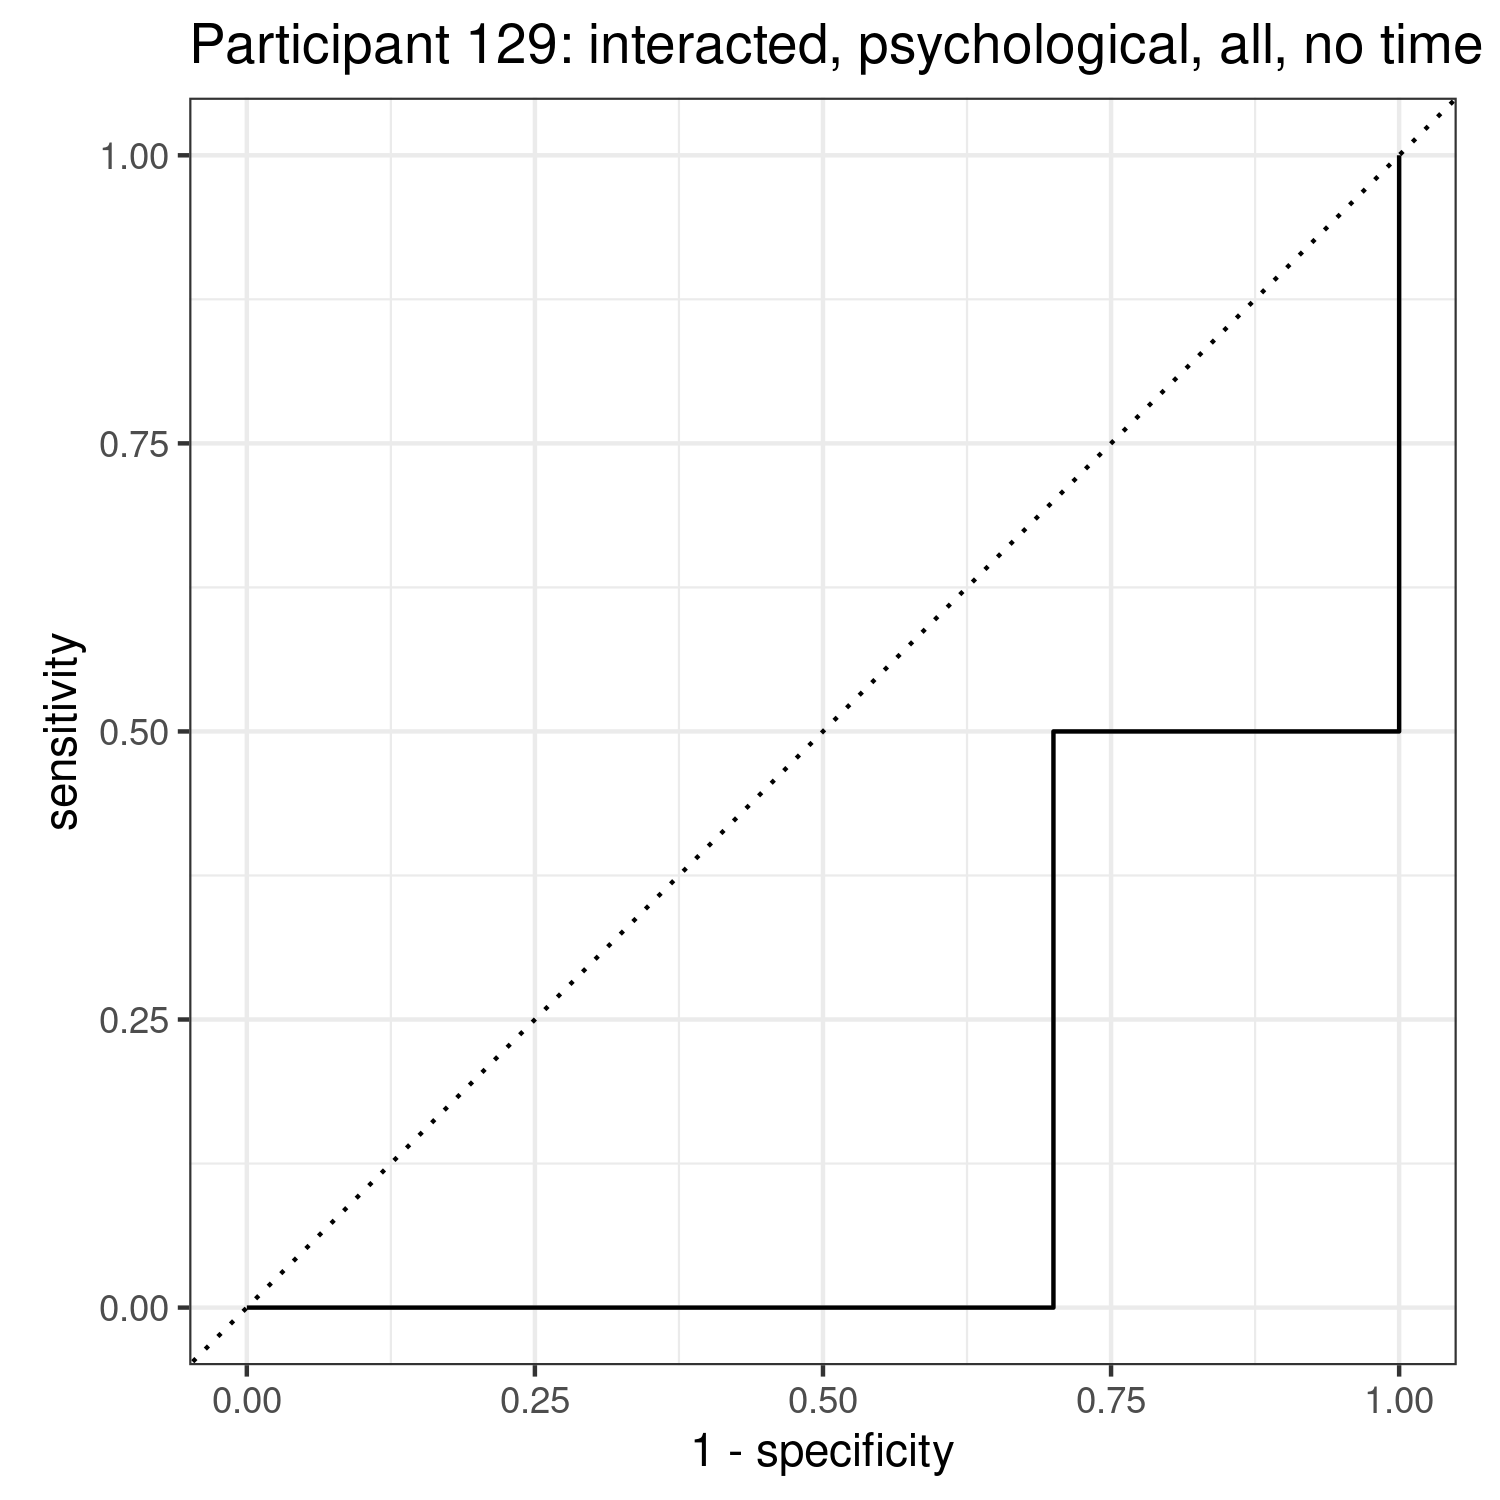 Participant 129: interacted, psychological, all, no time
1.00
0.75
0.50
0.25
0.00
sensitivity
0.00 0.25 0.50 0.75 1.00
1 - specificity